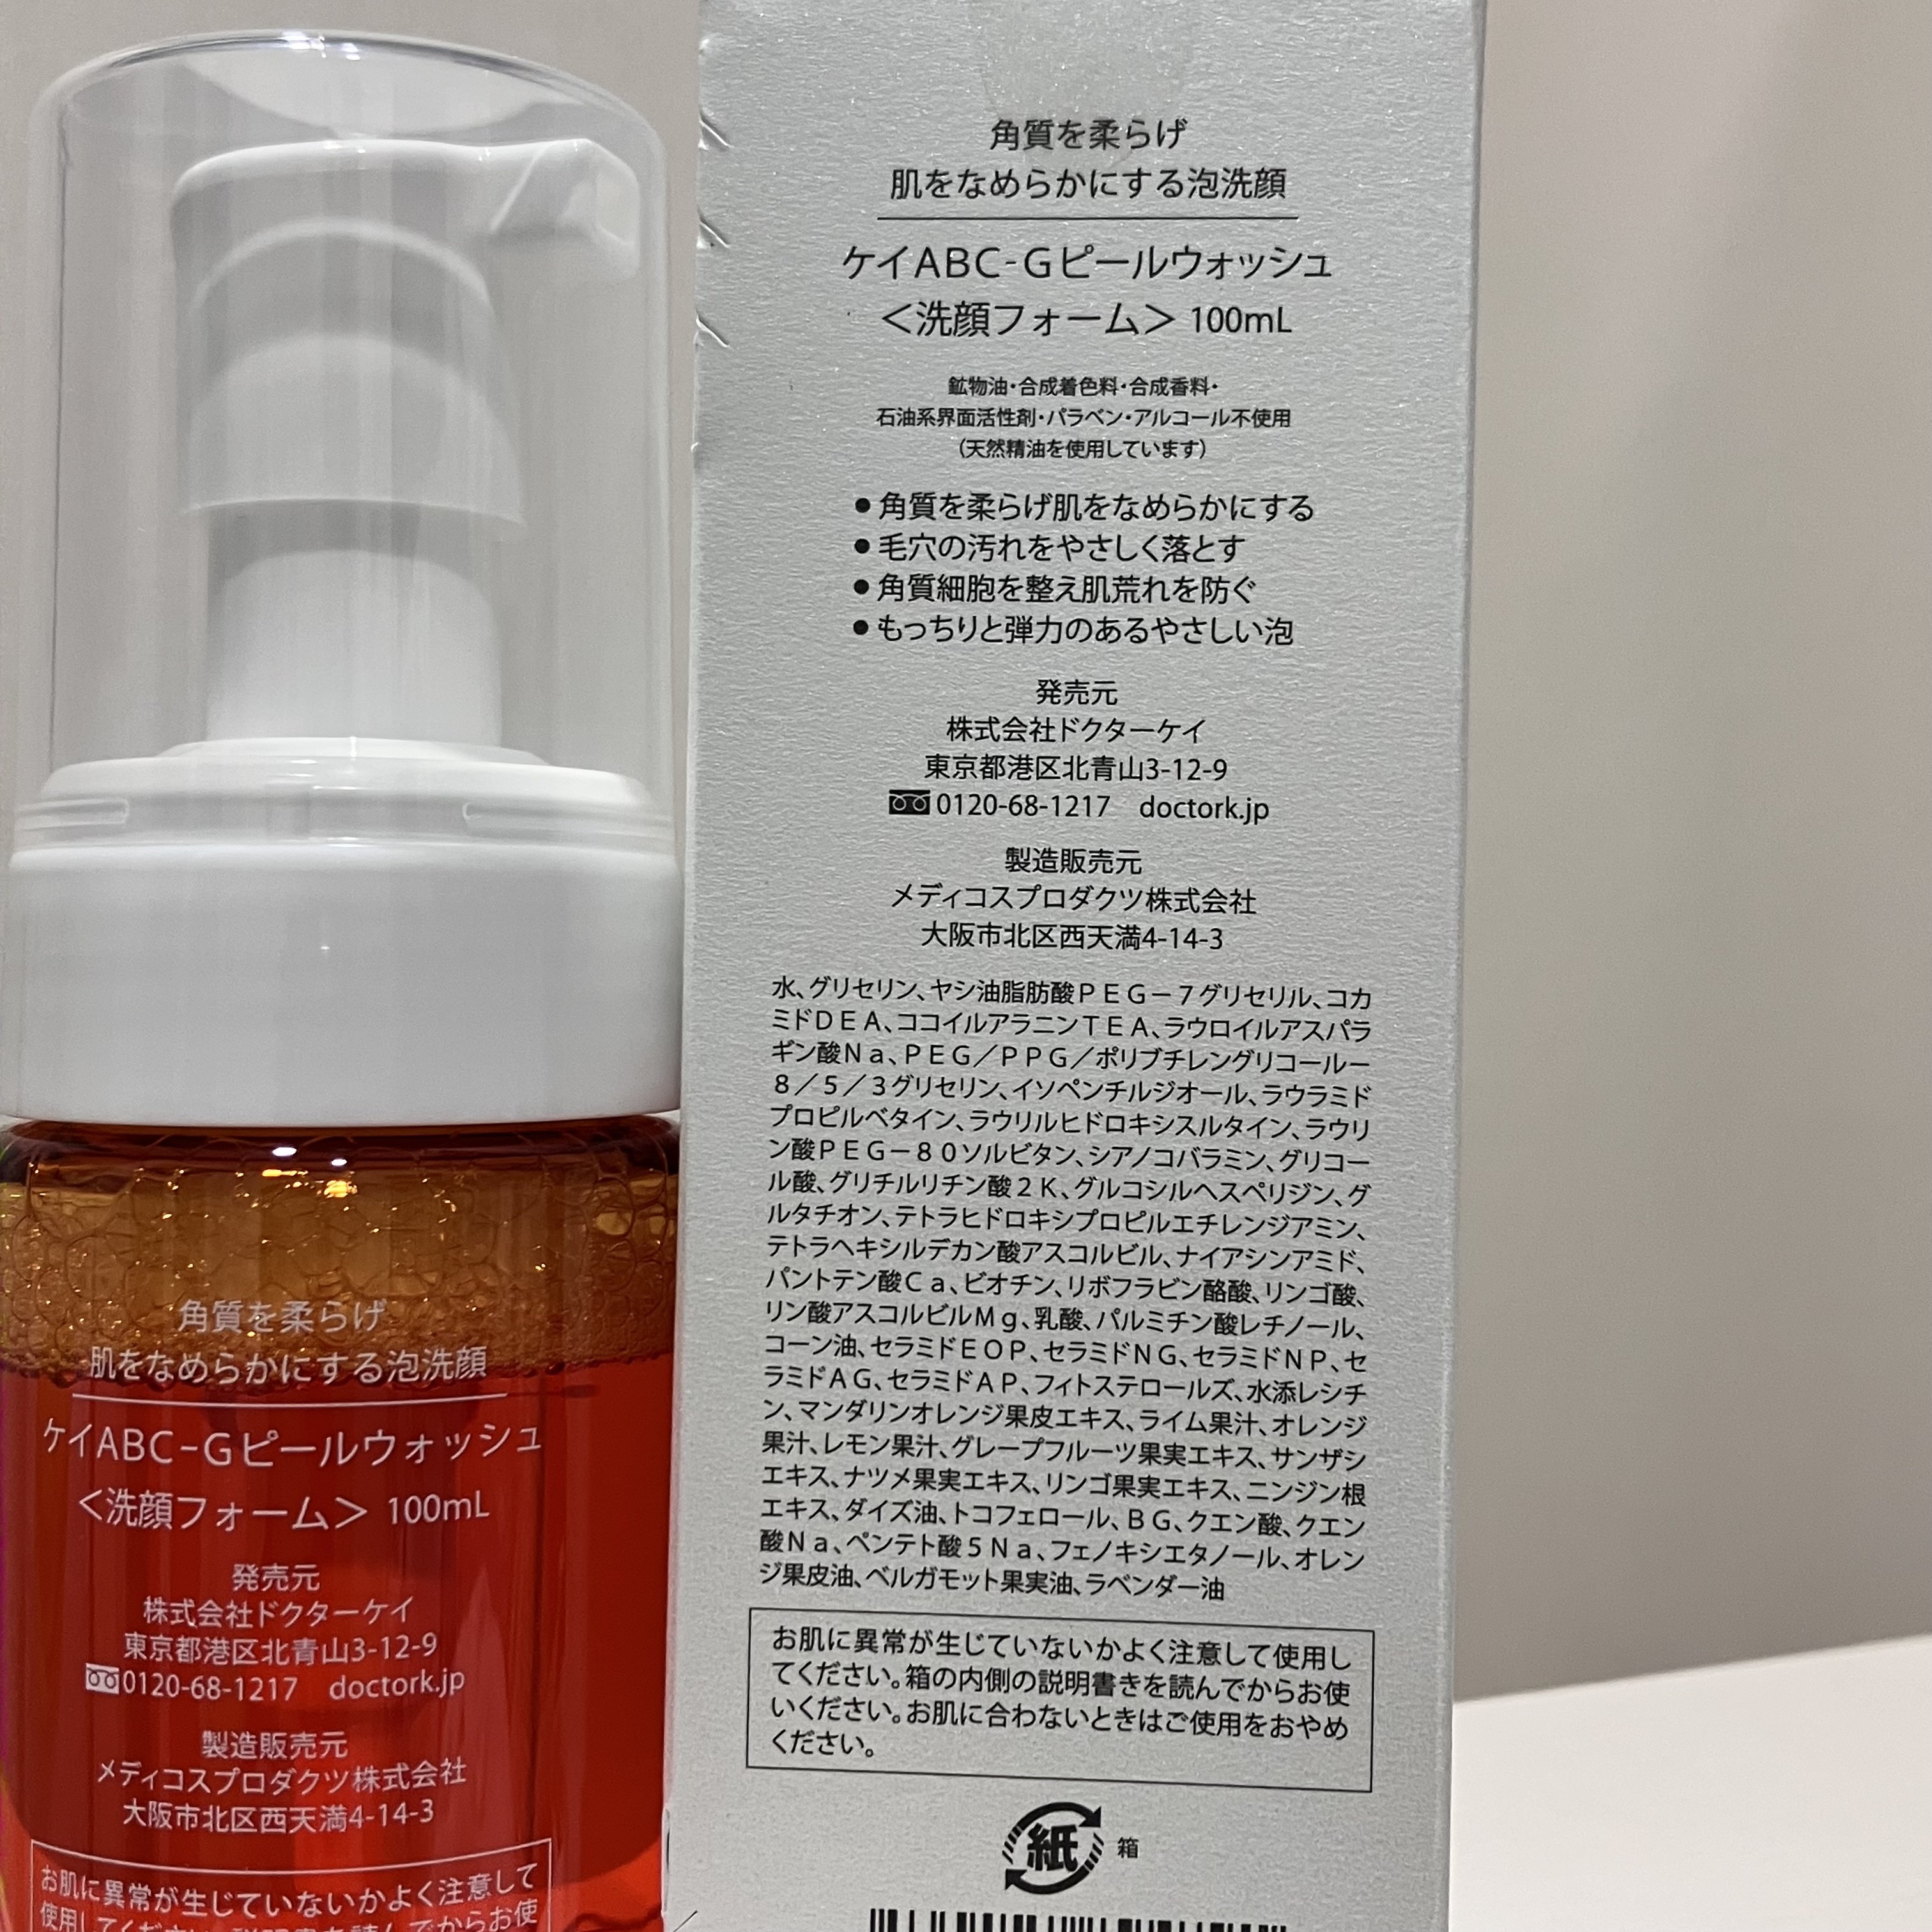 角質を柔らげ
肌をなめらかにする泡洗顔
ケイABC-Gピールウォッシュ
＜洗顔フォーム＞ 100mL
鉱物油・合成着色料・合成香料・
石油系界面活性剤・パラベン・アルコール不使用
（天然精油を使用しています）
●角質を柔らげ肌をなめらかにする
●毛穴の汚れをやさしく落とす
●角質細胞を整え肌荒れを防ぐ
●もっちりと弾力のあるやさしい泡
発売元
株式会社ドクターケイ
東京都港区北青山3-12-9
0120-68-1217 doctork.jp
製造販売元
メディコスプロダクツ株式会社
大阪市北区西天満4-14-3
水、グリセリン、ヤシ油脂肪酸ＰＥＧ－７グリセリル、コカ
ミドＤＥＡ、ココイルアラニンＴＥＡ、ラウロイルアスパラ
ギン酸Ｎａ、ＰＥＧ／ＰＰＧ／ポリブチレングリコール－
８／５／３グリセリン、イソペンチルジオール、ラウラミド
プロピルベタイン、ラウリルヒドロキシスルタイン、ラウリ
ン酸ＰＥＧ－８０ソルビタン、シアノコバラミン、グリコー
ル酸、グリチルリチン酸２Ｋ、グルコシルヘスペリジン、グ
ルタチオン、テトラヒドロキシプロピルエチレンジアミン、
テトラヘキシルデカン酸アスコルビル、ナイアシンアミド、
パントテン酸Ｃａ、ビオチン、リボフラビン酪酸、リンゴ酸、
リン酸アスコルビルＭｇ、乳酸、パルミチン酸レチノール、
コーン油、セラミドＥＯＰ、セラミドＮＧ、セラミドＮＰ、セ
ラミドＡＧ、セラミドＡＰ、フィトステロールズ、水添レシチ
ン、マンダリンオレンジ果皮エキス、ライム果汁、オレンジ
果汁、レモン果汁、グレープフルーツ果実エキス、サンザシ
エキス、ナツメ果実エキス、リンゴ果実エキス、ニンジン根
エキス、ダイズ油、トコフェロール、ＢＧ、クエン酸、クエン
酸Ｎａ、ペンテト酸５Ｎａ、フェノキシエタノール、オレン
ジ果皮油、ベルガモット果実油、ラベンダー油
お肌に異常が生じていないかよく注意して使用し
てください。箱の内側の説明書きを読んでからお使
いください。お肌に合わないときはご使用をおやめ
ください。
紙 箱
角質を柔らげ
肌をなめらかにする泡洗顔
ケイABC-Gピールウォッシュ
＜洗顔フォーム＞ 100mL
発売元
株式会社ドクターケイ
東京都港区北青山3-12-9
0120-68-1217 doctork.jp
製造販売元
メディコスプロダクツ株式会社
大阪市北区西天満4-14-3
お肌に異常が生じていないかよく注意して